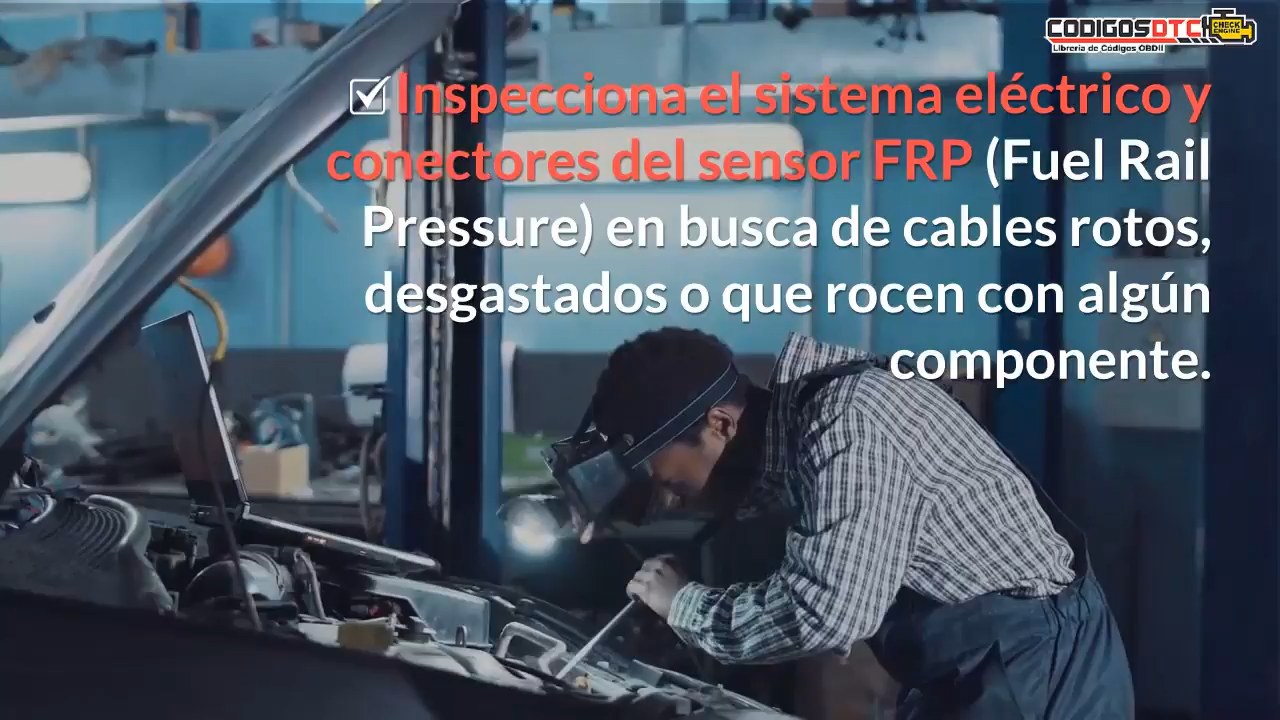 CODIGOSDTC
CHECK
ENGINE
Libreria de Códigos OBDII
Inspecciona el sistema eléctrico y
conectores del sensor FRP (Fuel Rail
Pressure) en busca de cables rotos,
desgastados o que rocen con algún
componente.